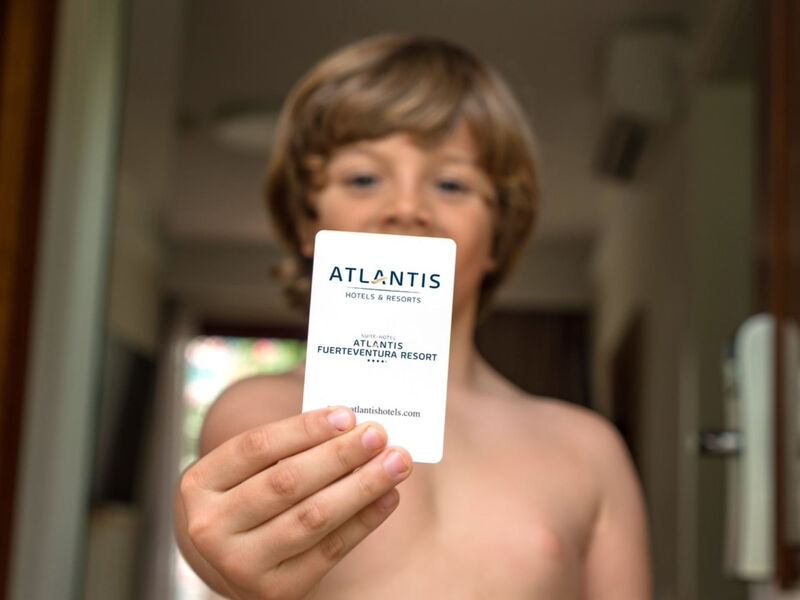 ATLANTIS
HOTELS & RESORTS
SUITE-HOTEL
ATLANTIS
FUERTEVENTURA RESORT
atlantishotels.com